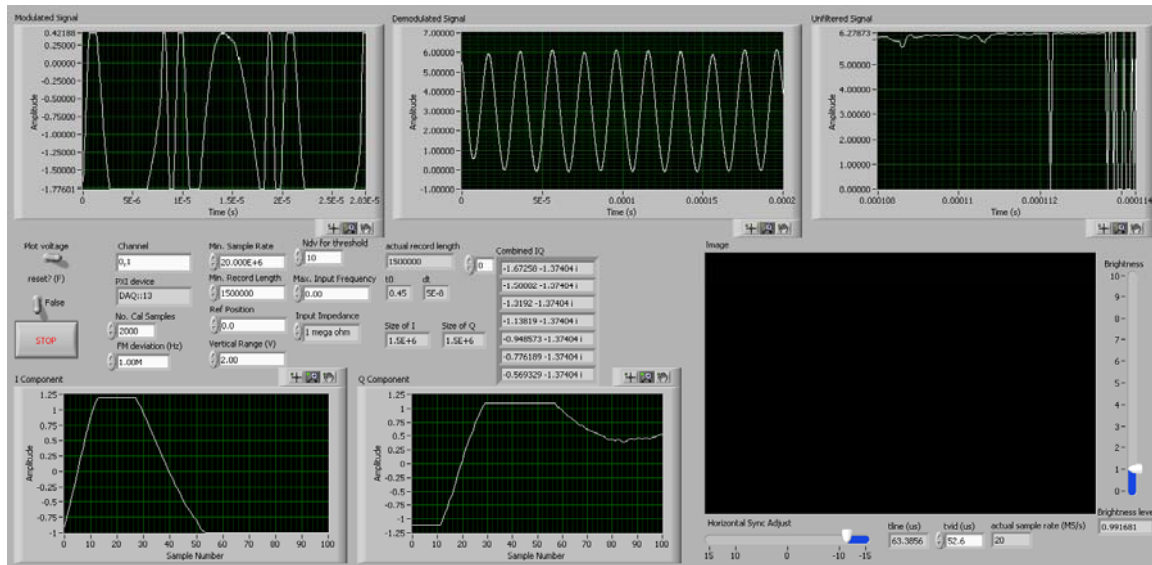 Modulated Signal
0.42188
0.25000
0.00000
-0.25000
-0.50000
-0.75000
-1.00000
-1.25000
-1.50000
-1.77601
Amplitude
0 5E-6 1E-5 1.5E-5 2E-5 2.5E-5 2.83E-5
Time (s)
Demodulated Signal
7.00000
6.00000
5.00000
4.00000
3.00000
2.00000
1.00000
0.00000
-1.00000
Amplitude
0 5E-5 0.0001 0.00015 0.0002
Time (s)
Unfiltered Signal
6.27873
5.00000
4.00000
3.00000
2.00000
1.00000
0.00000
Amplitude
0.000108 0.00011 0.000112 0.000114
Time (s)
Plot voltage
reset? (F)
False
STOP
Channel
0,1
PXI device
DAQ::13
No. Cal Samples
2000
FM deviation (Hz)
1.00M
Min. Sample Rate
20.000E+6
Min. Record Length
1500000
Ref Position
0.0
Vertical Range (V)
2.00
Ndv for threshold
10
Max. Input Frequency
0.00
Input Impedance
1 mega ohm
actual record length
1500000
t0 dt
0.45 5E-8
Size of I Size of Q
1.5E+6 1.5E+6
Combined IQ
0
-1.67258 -1.37404 i
-1.50002 -1.37404 i
-1.3192 -1.37404 i
-1.13819 -1.37404 i
-0.948573 -1.37404 i
-0.776189 -1.37404 i
-0.569329 -1.37404 i
Image
Brightness
10
9
8
7
6
5
4
3
2
1
0
Brightness level
0.991681
I Component
1.25
1
0.75
0.5
0.25
0
-0.25
-0.5
-0.75
-1
Amplitude
0 10 20 30 40 50 60 70 80 90 100
Sample Number
Q Component
1.25
1
0.75
0.5
0.25
0
-0.25
-0.5
-0.75
-1
-1.25
Amplitude
0 10 20 30 40 50 60 70 80 90 100
Sample Number
Horizontal Sync Adjust
15 10 0 -10 -15
tline (us)
63.3856
tvid (us)
52.6
actual sample rate (MS/s)
20